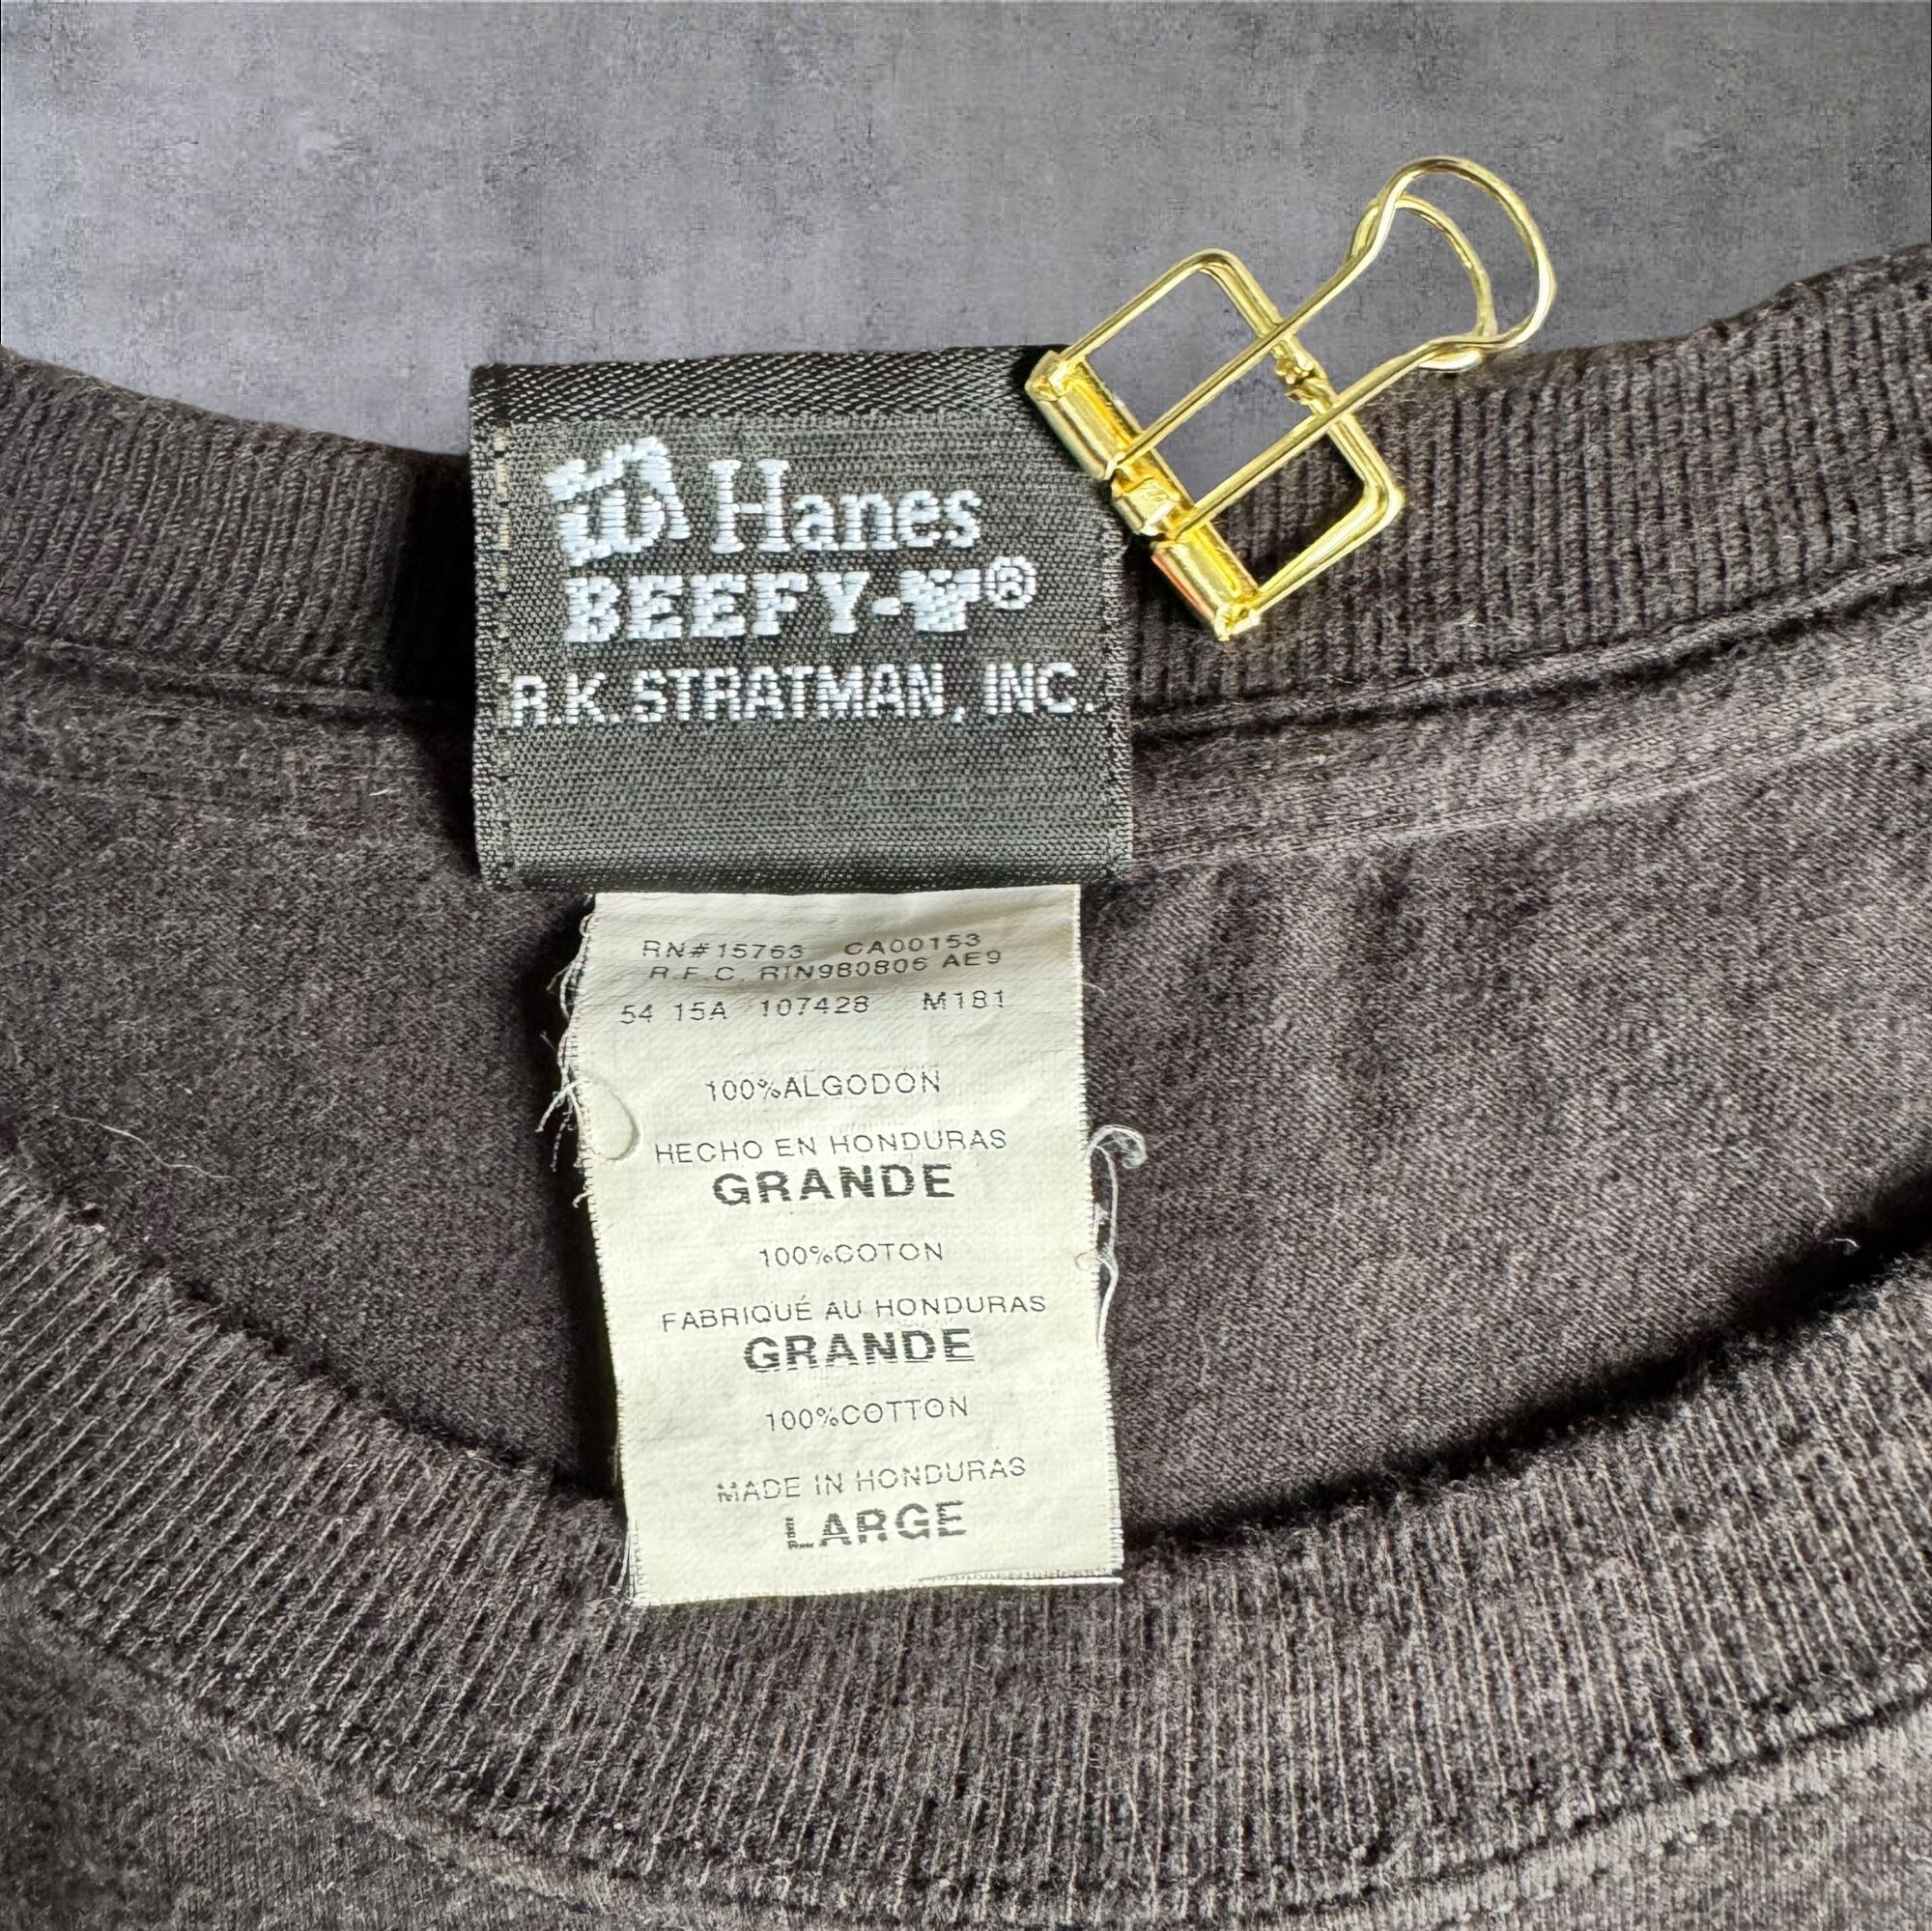 Hanes
BEEFY-T®
R.K. STRATMAN, INC.
RN#15763 CA00153
R.F.C. RIN980806 AE9
54 15A 107428 M181
100%ALGODON
HECHO EN HONDURAS
GRANDE
100%COTON
FABRIQUÉ AU HONDURAS
GRANDE
100%COTTON
MADE IN HONDURAS
LARGE